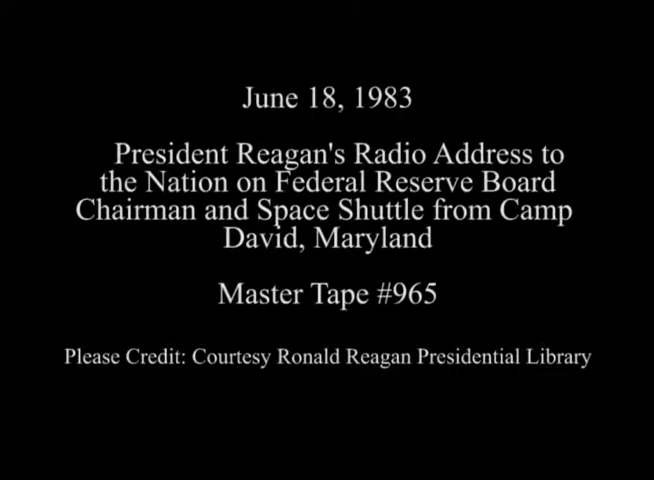 June 18, 1983
President Reagan's Radio Address to
the Nation on Federal Reserve Board
Chairman and Space Shuttle from Camp
David, Maryland
Master Tape #965
Please Credit: Courtesy Ronald Reagan Presidential Library